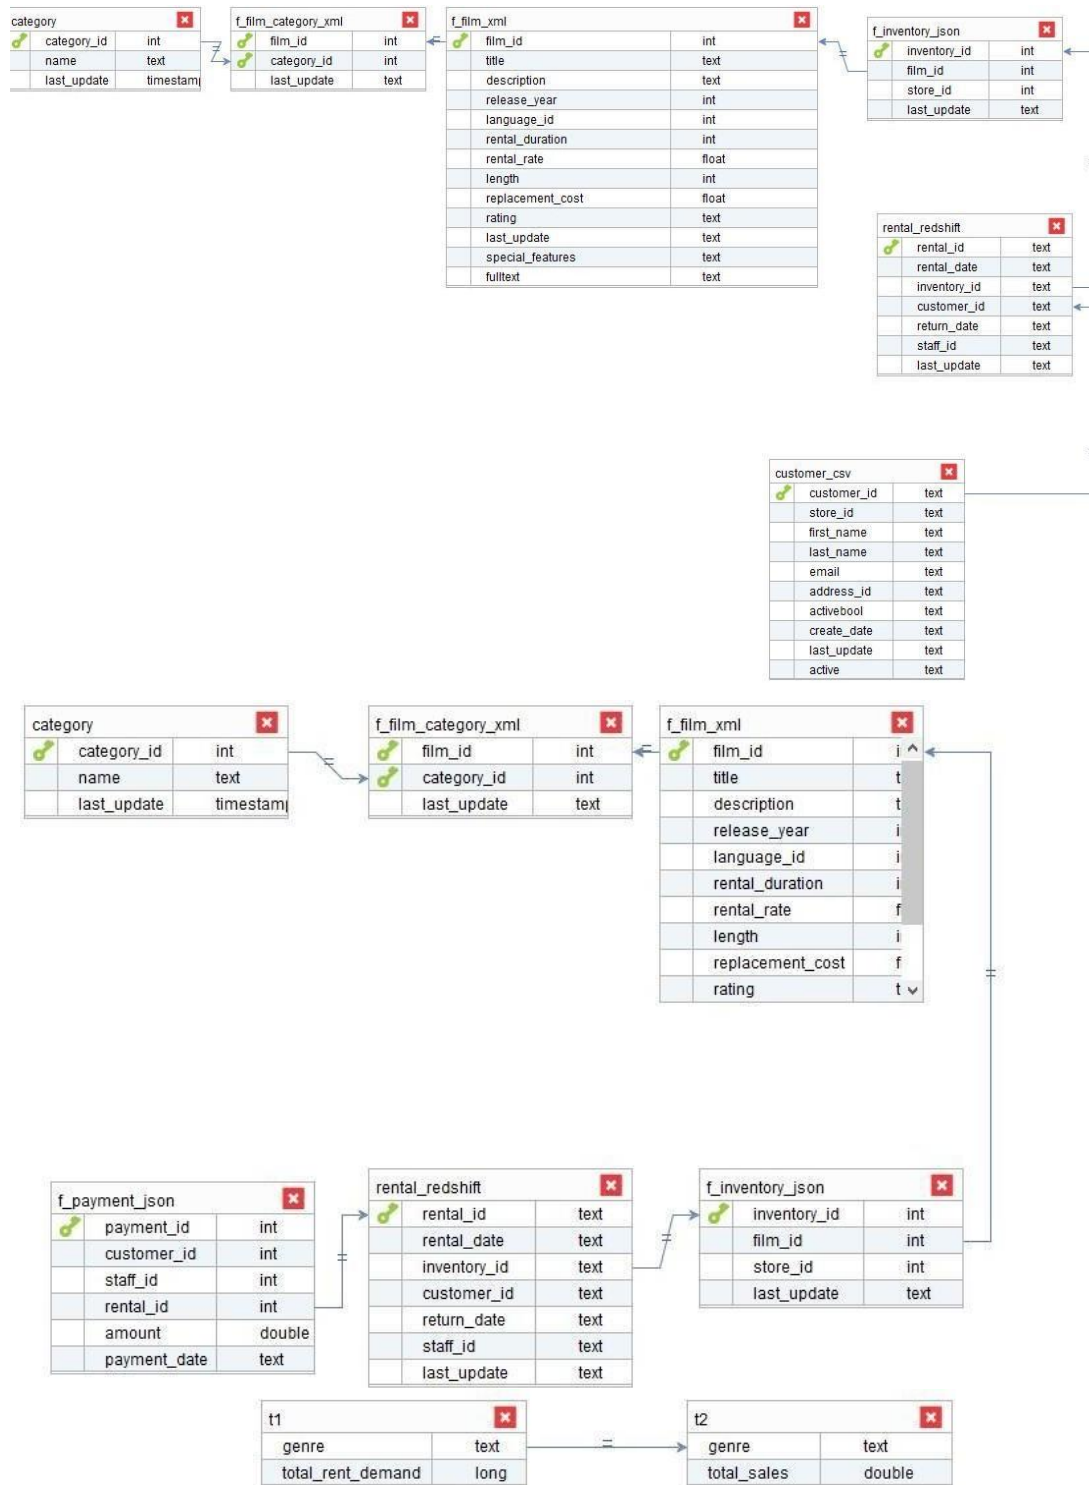 category
category_id int
name text
last_update timestamp
f_film_category_xml
film_id int
category_id int
last_update text
f_film_xml
film_id int
title text
description text
release_year int
language_id int
rental_duration int
rental_rate float
length int
replacement_cost float
rating text
last_update text
special_features text
fulltext text
f_inventory_json
inventory_id int
film_id int
store_id int
last_update text
rental_redshift
rental_id text
rental_date text
inventory_id text
customer_id text
return_date text
staff_id text
last_update text
customer_csv
customer_id text
store_id text
first_name text
last_name text
email text
address_id text
activebool text
create_date text
last_update text
active text
category
category_id int
name text
last_update timestamp
f_film_category_xml
film_id int
category_id int
last_update text
f_film_xml
film_id i
title t
description t
release_year i
language_id i
rental_duration i
rental_rate f
length i
replacement_cost f
rating t
f_payment_json
payment_id int
customer_id int
staff_id int
rental_id int
amount double
payment_date text
rental_redshift
rental_id text
rental_date text
inventory_id text
customer_id text
return_date text
staff_id text
last_update text
f_inventory_json
inventory_id int
film_id int
store_id int
last_update text
t1
genre text
total_rent_demand long
t2
genre text
total_sales double